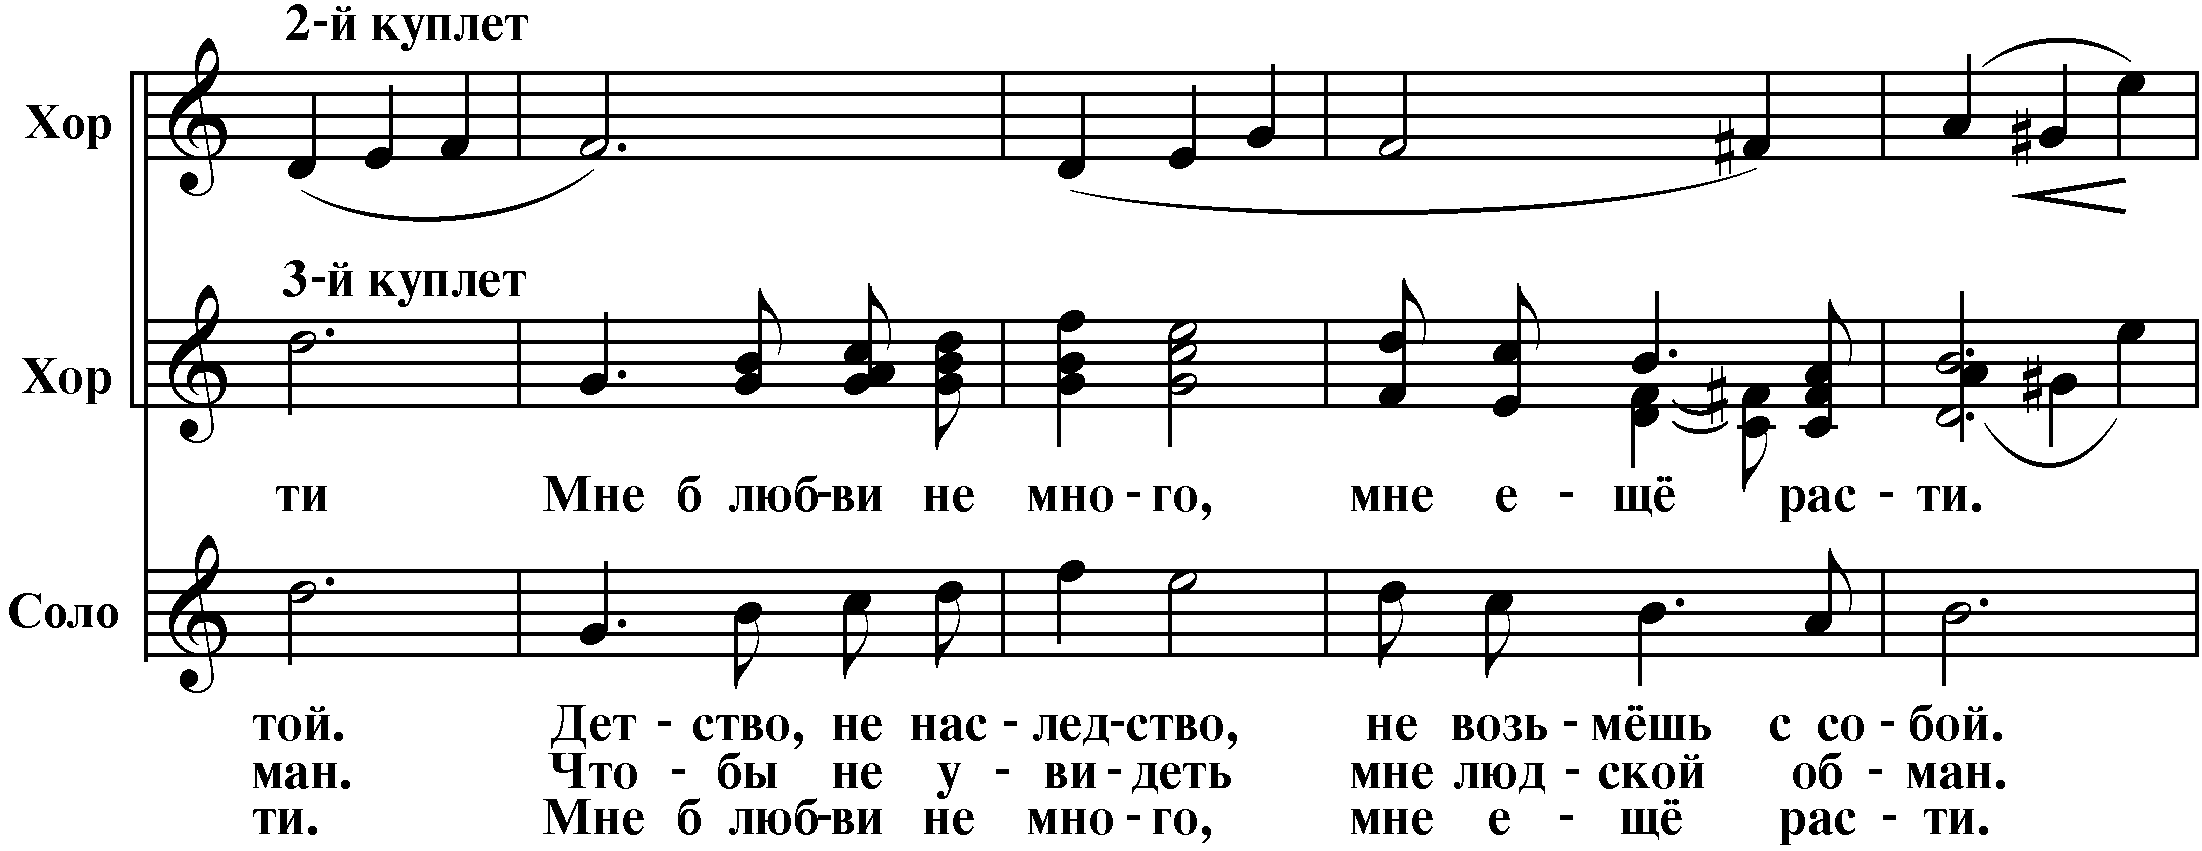 2-й куплет
Хор
3-й куплет
Хор
ти Мне б люб-ви не мно - го, мне е - щё рас - ти.
Соло
той. Дет - ство, не нас - лед-ство, не возь - мёшь с со - бой.
ман. Что - бы не у - ви - деть мне люд - ской об - ман.
ти. Мне б люб-ви не мно - го, мне е - щё рас - ти.